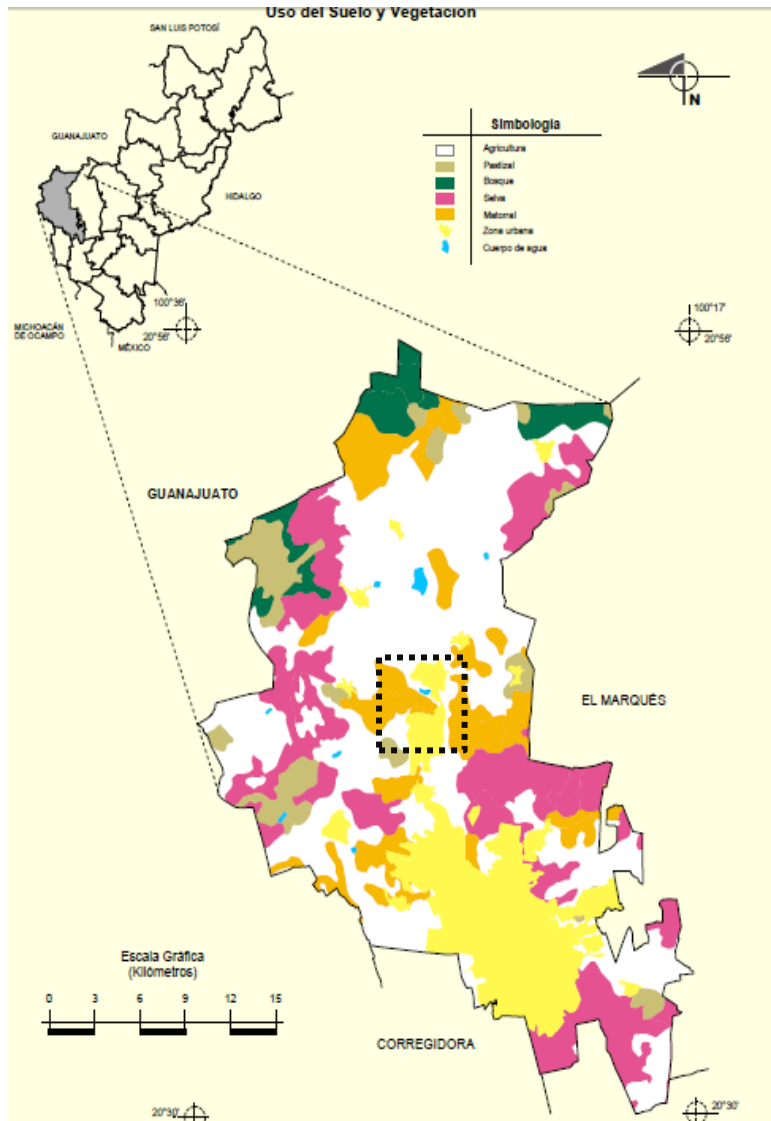 Uso del Suelo y Vegetación
SAN LUIS POTOSÍ
GUANAJUATO
HIDALGO
MICHOACÁN
DE OCAMPO
MÉXICO
N
Simbología
Agricultura
Pastizal
Bosque
Selva
Matorral
Zona urbana
Cuerpo de agua
100°36'
20°56'
100°17'
20°56'
GUANAJUATO
EL MARQUÉS
Escala Gráfica
(Kilómetros)
0 3 6 9 12 15
CORREGIDORA
20°30'
20°30'